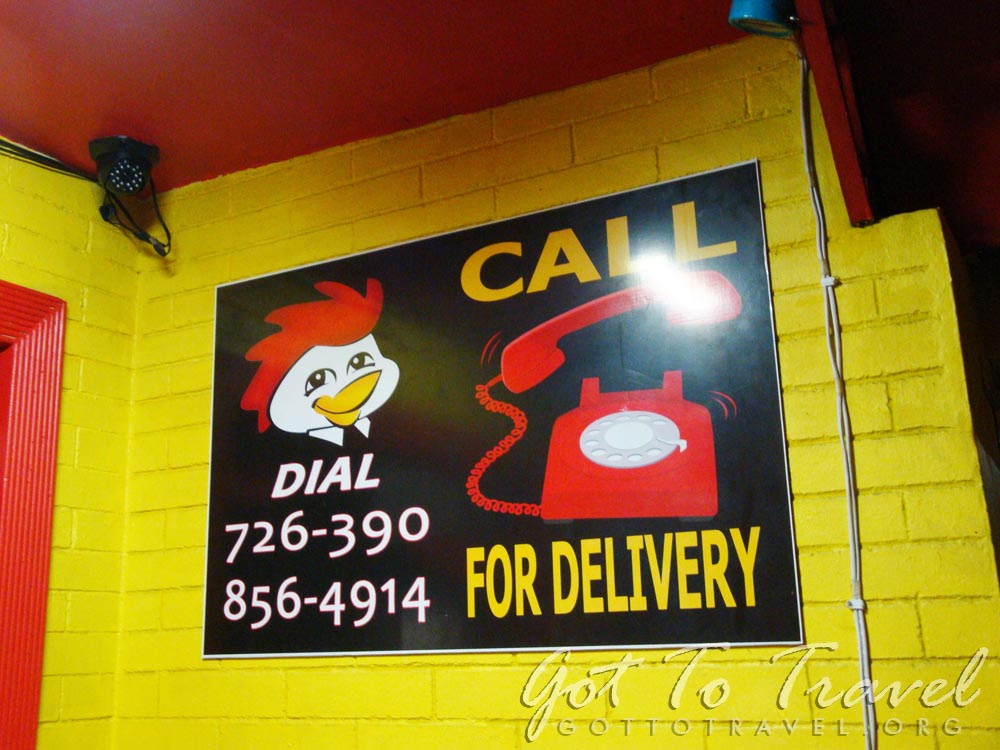 CALL
DIAL
726-390
856-4914
FOR DELIVERY
Got To Travel
GOTTOTRAVEL.ORG